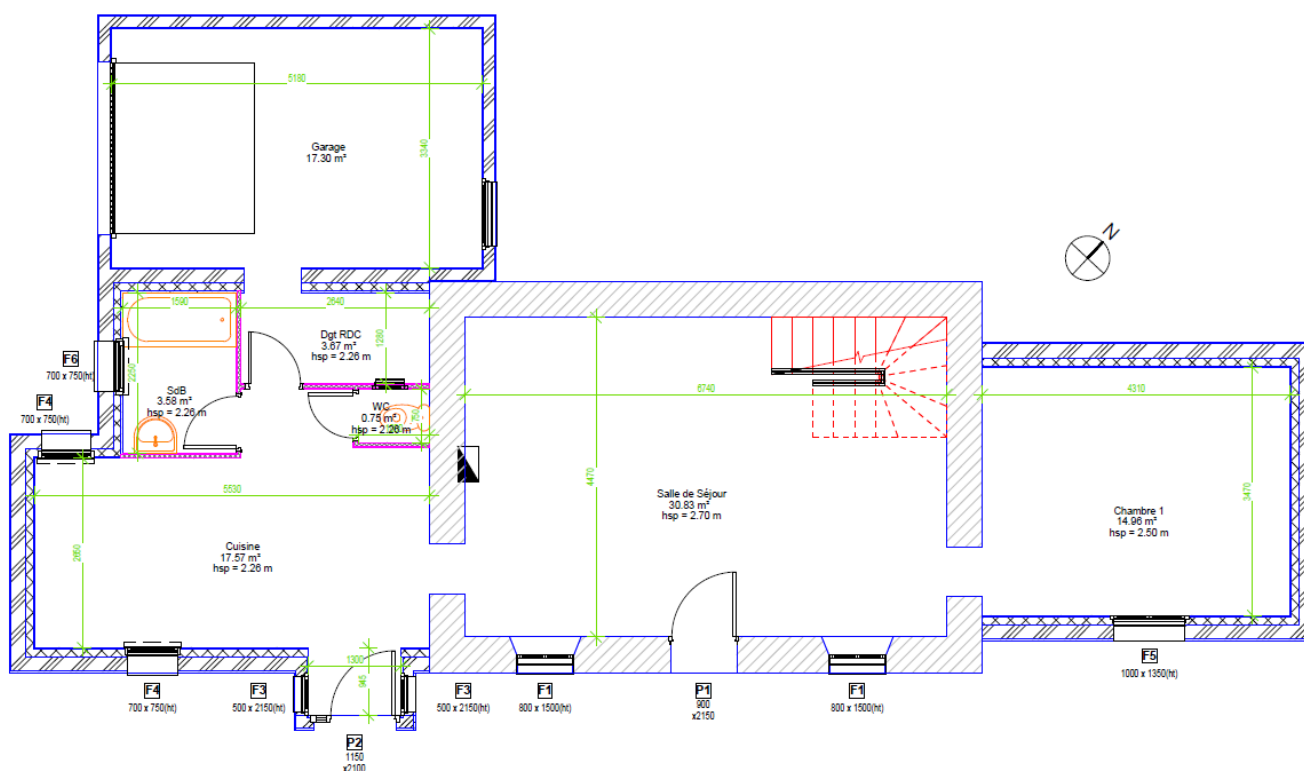 5180
Garage
17.30 m²
3340
N
1590
2640
Dgt RDC
3.67 m²
hsp = 2.26 m
1260
F6
700 x 750(ht)
2250
SdB
3.58 m²
hsp = 2.26 m
F4
700 x 750(ht)
WC
0.75 m²
hsp = 2.26 m
750
6740
4310
5530
4470
3470
Salle de Séjour
30.83 m²
hsp = 2.70 m
Chambre 1
14.96 m²
hsp = 2.50 m
Cuisine
17.57 m²
hsp = 2.26 m
2650
1300
945
F4
700 x 750(ht)
F3
500 x 2150(ht)
F3
500 x 2150(ht)
F1
800 x 1500(ht)
P1
900
x2150
F1
800 x 1500(ht)
F5
1000 x 1350(ht)
P2
1150
x2100